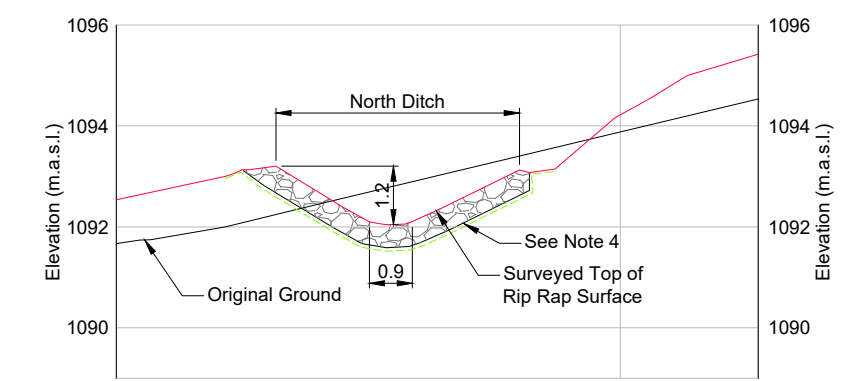 1096
1096
North Ditch
1094
1094
1.2
Elevation (m.a.s.l.)
Elevation (m.a.s.l.)
1092
1092
See Note 4
0.9
Surveyed Top of
Rip Rap Surface
Original Ground
1090
1090